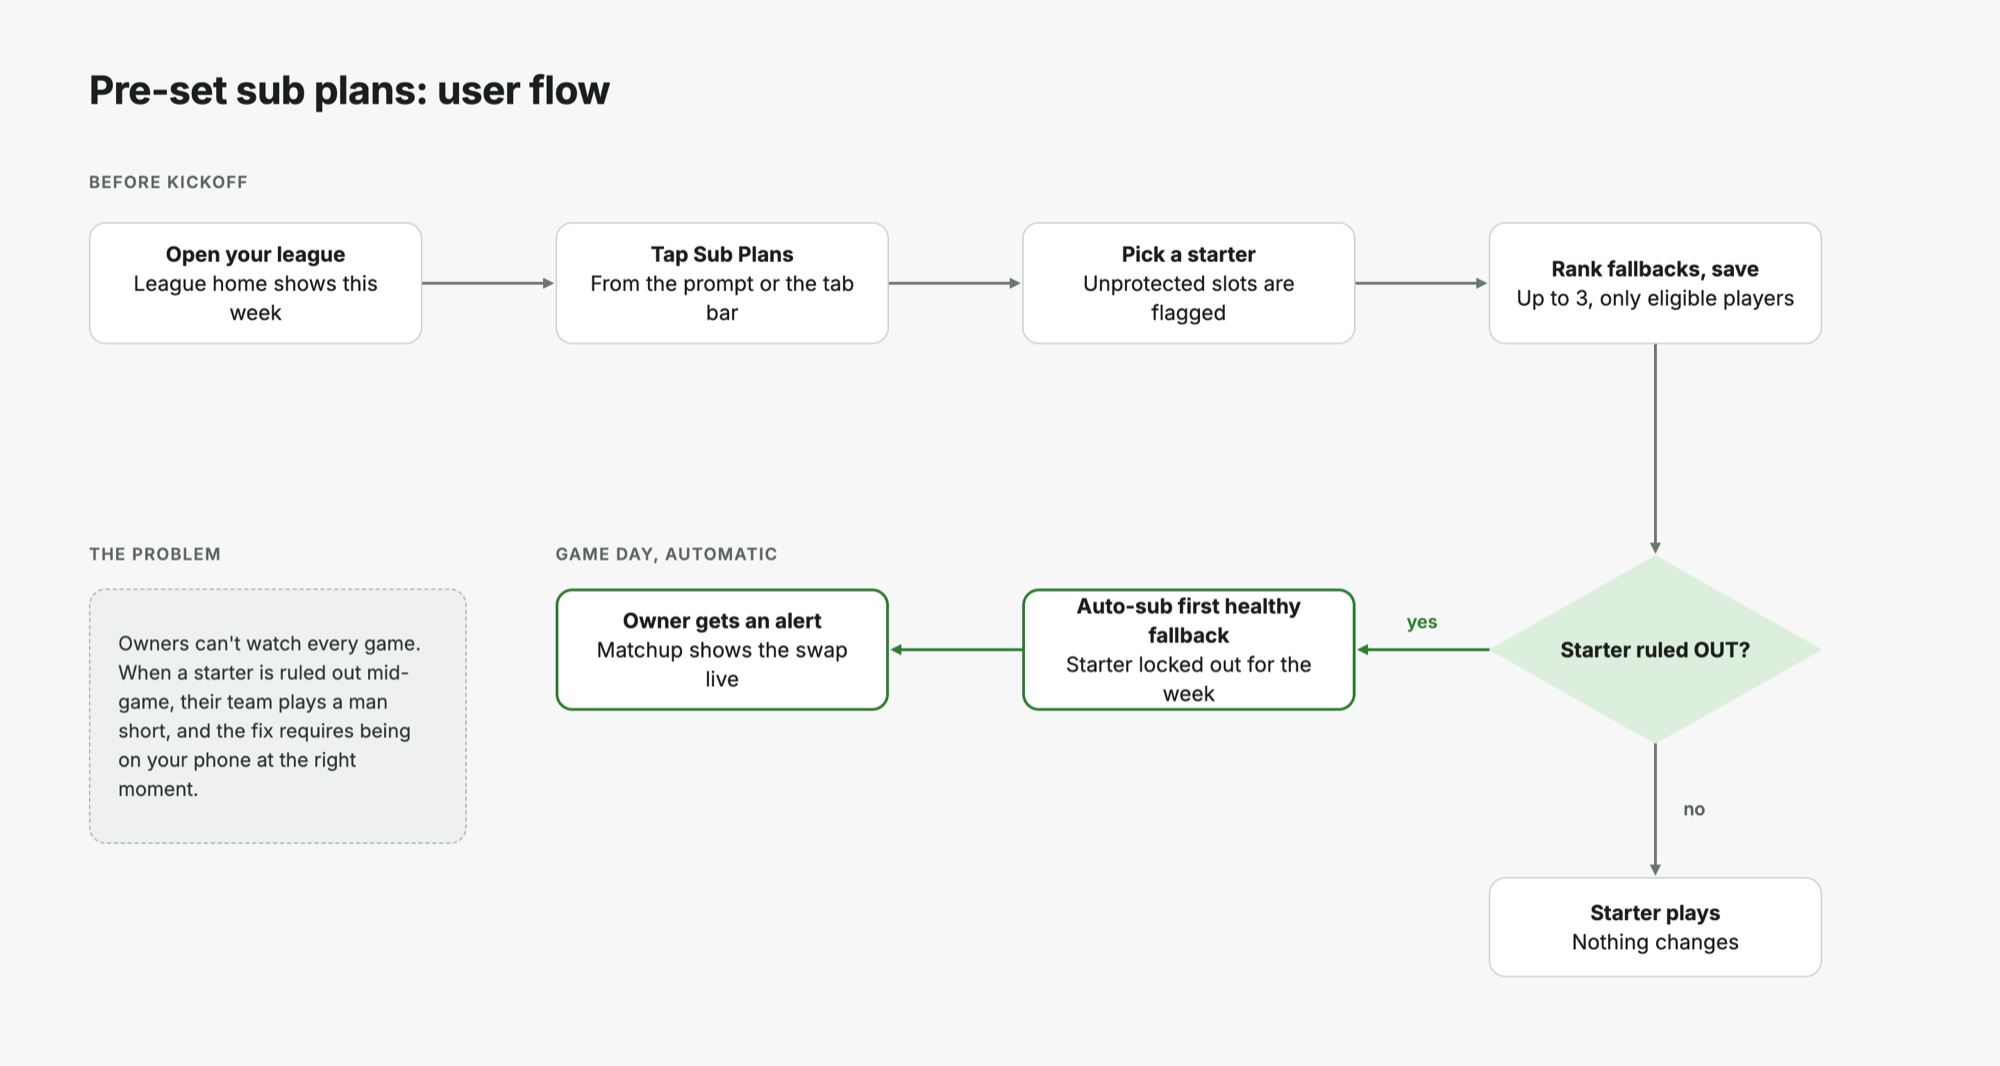 Pre-set sub plans: user flow
BEFORE KICKOFF
Open your league
League home shows this
week
Tap Sub Plans
From the prompt or the tab
bar
Pick a starter
Unprotected slots are
flagged
Rank fallbacks, save
Up to 3, only eligible players
THE PROBLEM
Owners can't watch every game.
When a starter is ruled out mid-
game, their team plays a man
short, and the fix requires being
on your phone at the right
moment.
GAME DAY, AUTOMATIC
Owner gets an alert
Matchup shows the swap
live
Auto-sub first healthy
fallback
Starter locked out for the
week
yes
Starter ruled OUT?
no
Starter plays
Nothing changes